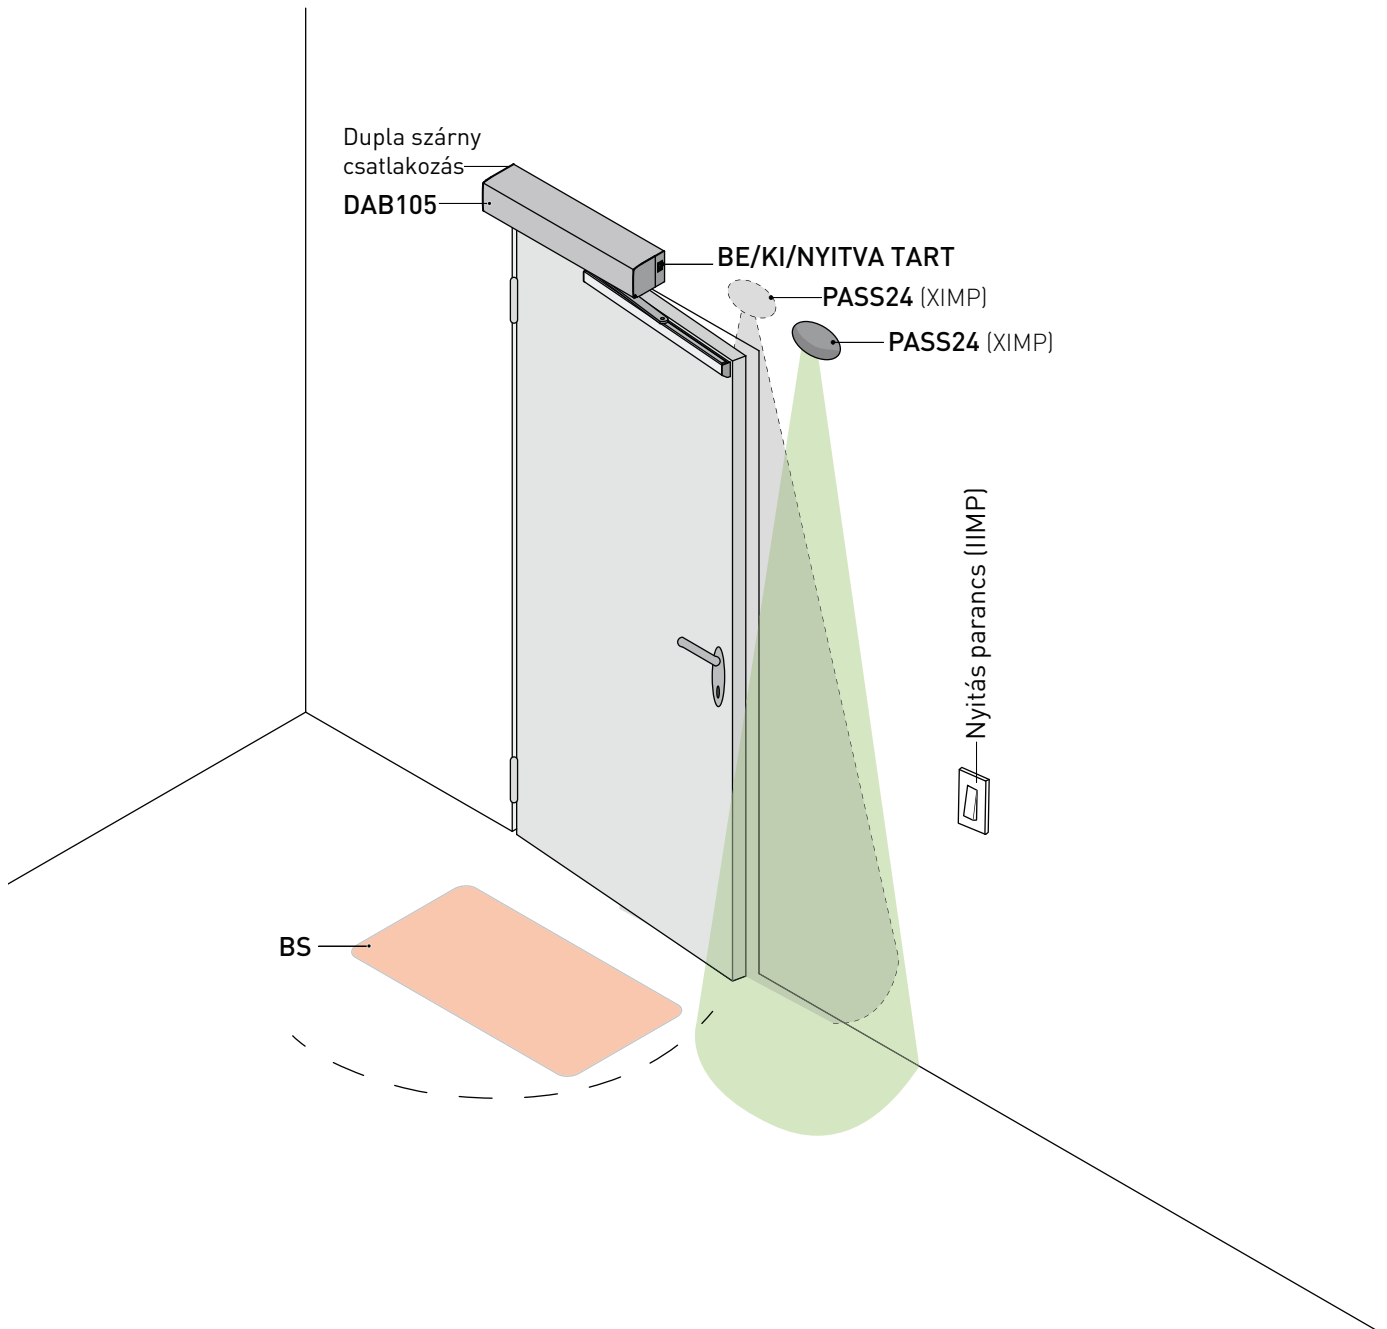 Dupla szárny
csatlakozás
DAB105
BE/KI/NYITVA TART
PASS24 (XIMP)
PASS24 (XIMP)
Nyitás parancs (IIMP)
BS